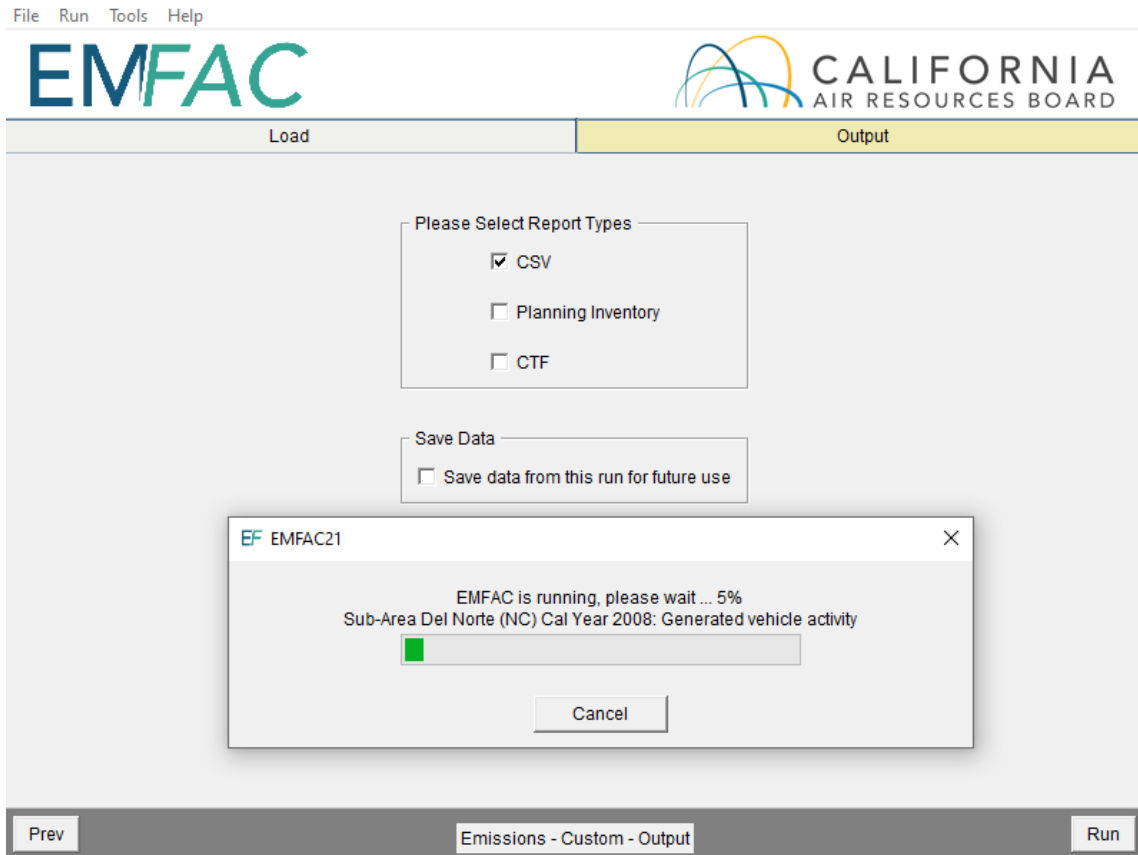 File Run Tools Help
EMFAC
CALIFORNIA
AIR RESOURCES BOARD
Load
Output
Please Select Report Types
CSV
Planning Inventory
CTF
Save Data
Save data from this run for future use
EF EMFAC21
EMFAC is running, please wait ... 5%
Sub-Area Del Norte (NC) Cal Year 2008: Generated vehicle activity
Cancel
Prev
Emissions - Custom - Output
Run